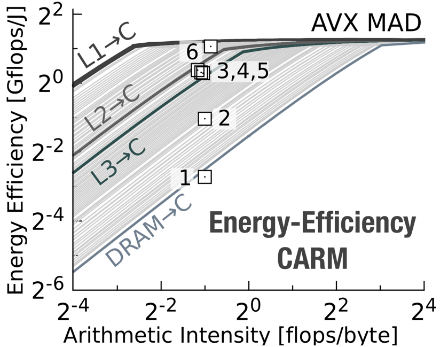 AVX MAD
Energy Efficiency [Gflops/J]
2^2
2^0
2^-2
2^-4
2^-6
L1→C
L2→C
L3→C
DRAM→C
6
3,4,5
2
1
Energy-Efficiency
CARM
2^-4 2^-2 2^0 2^2 2^4
Arithmetic Intensity [flops/byte]